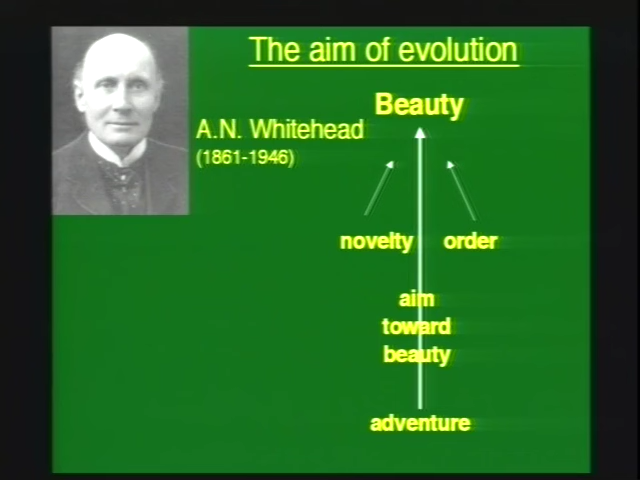 The aim of evolution
Beauty
A.N. Whitehead
(1861-1946)
novelty order
aim
toward
beauty
adventure